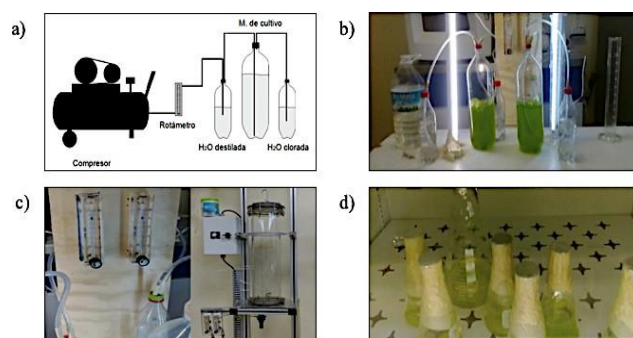 a)
M. de cultivo
Rotámetro
H2O destilada
H2O clorada
Compresor
b)
c)
d)